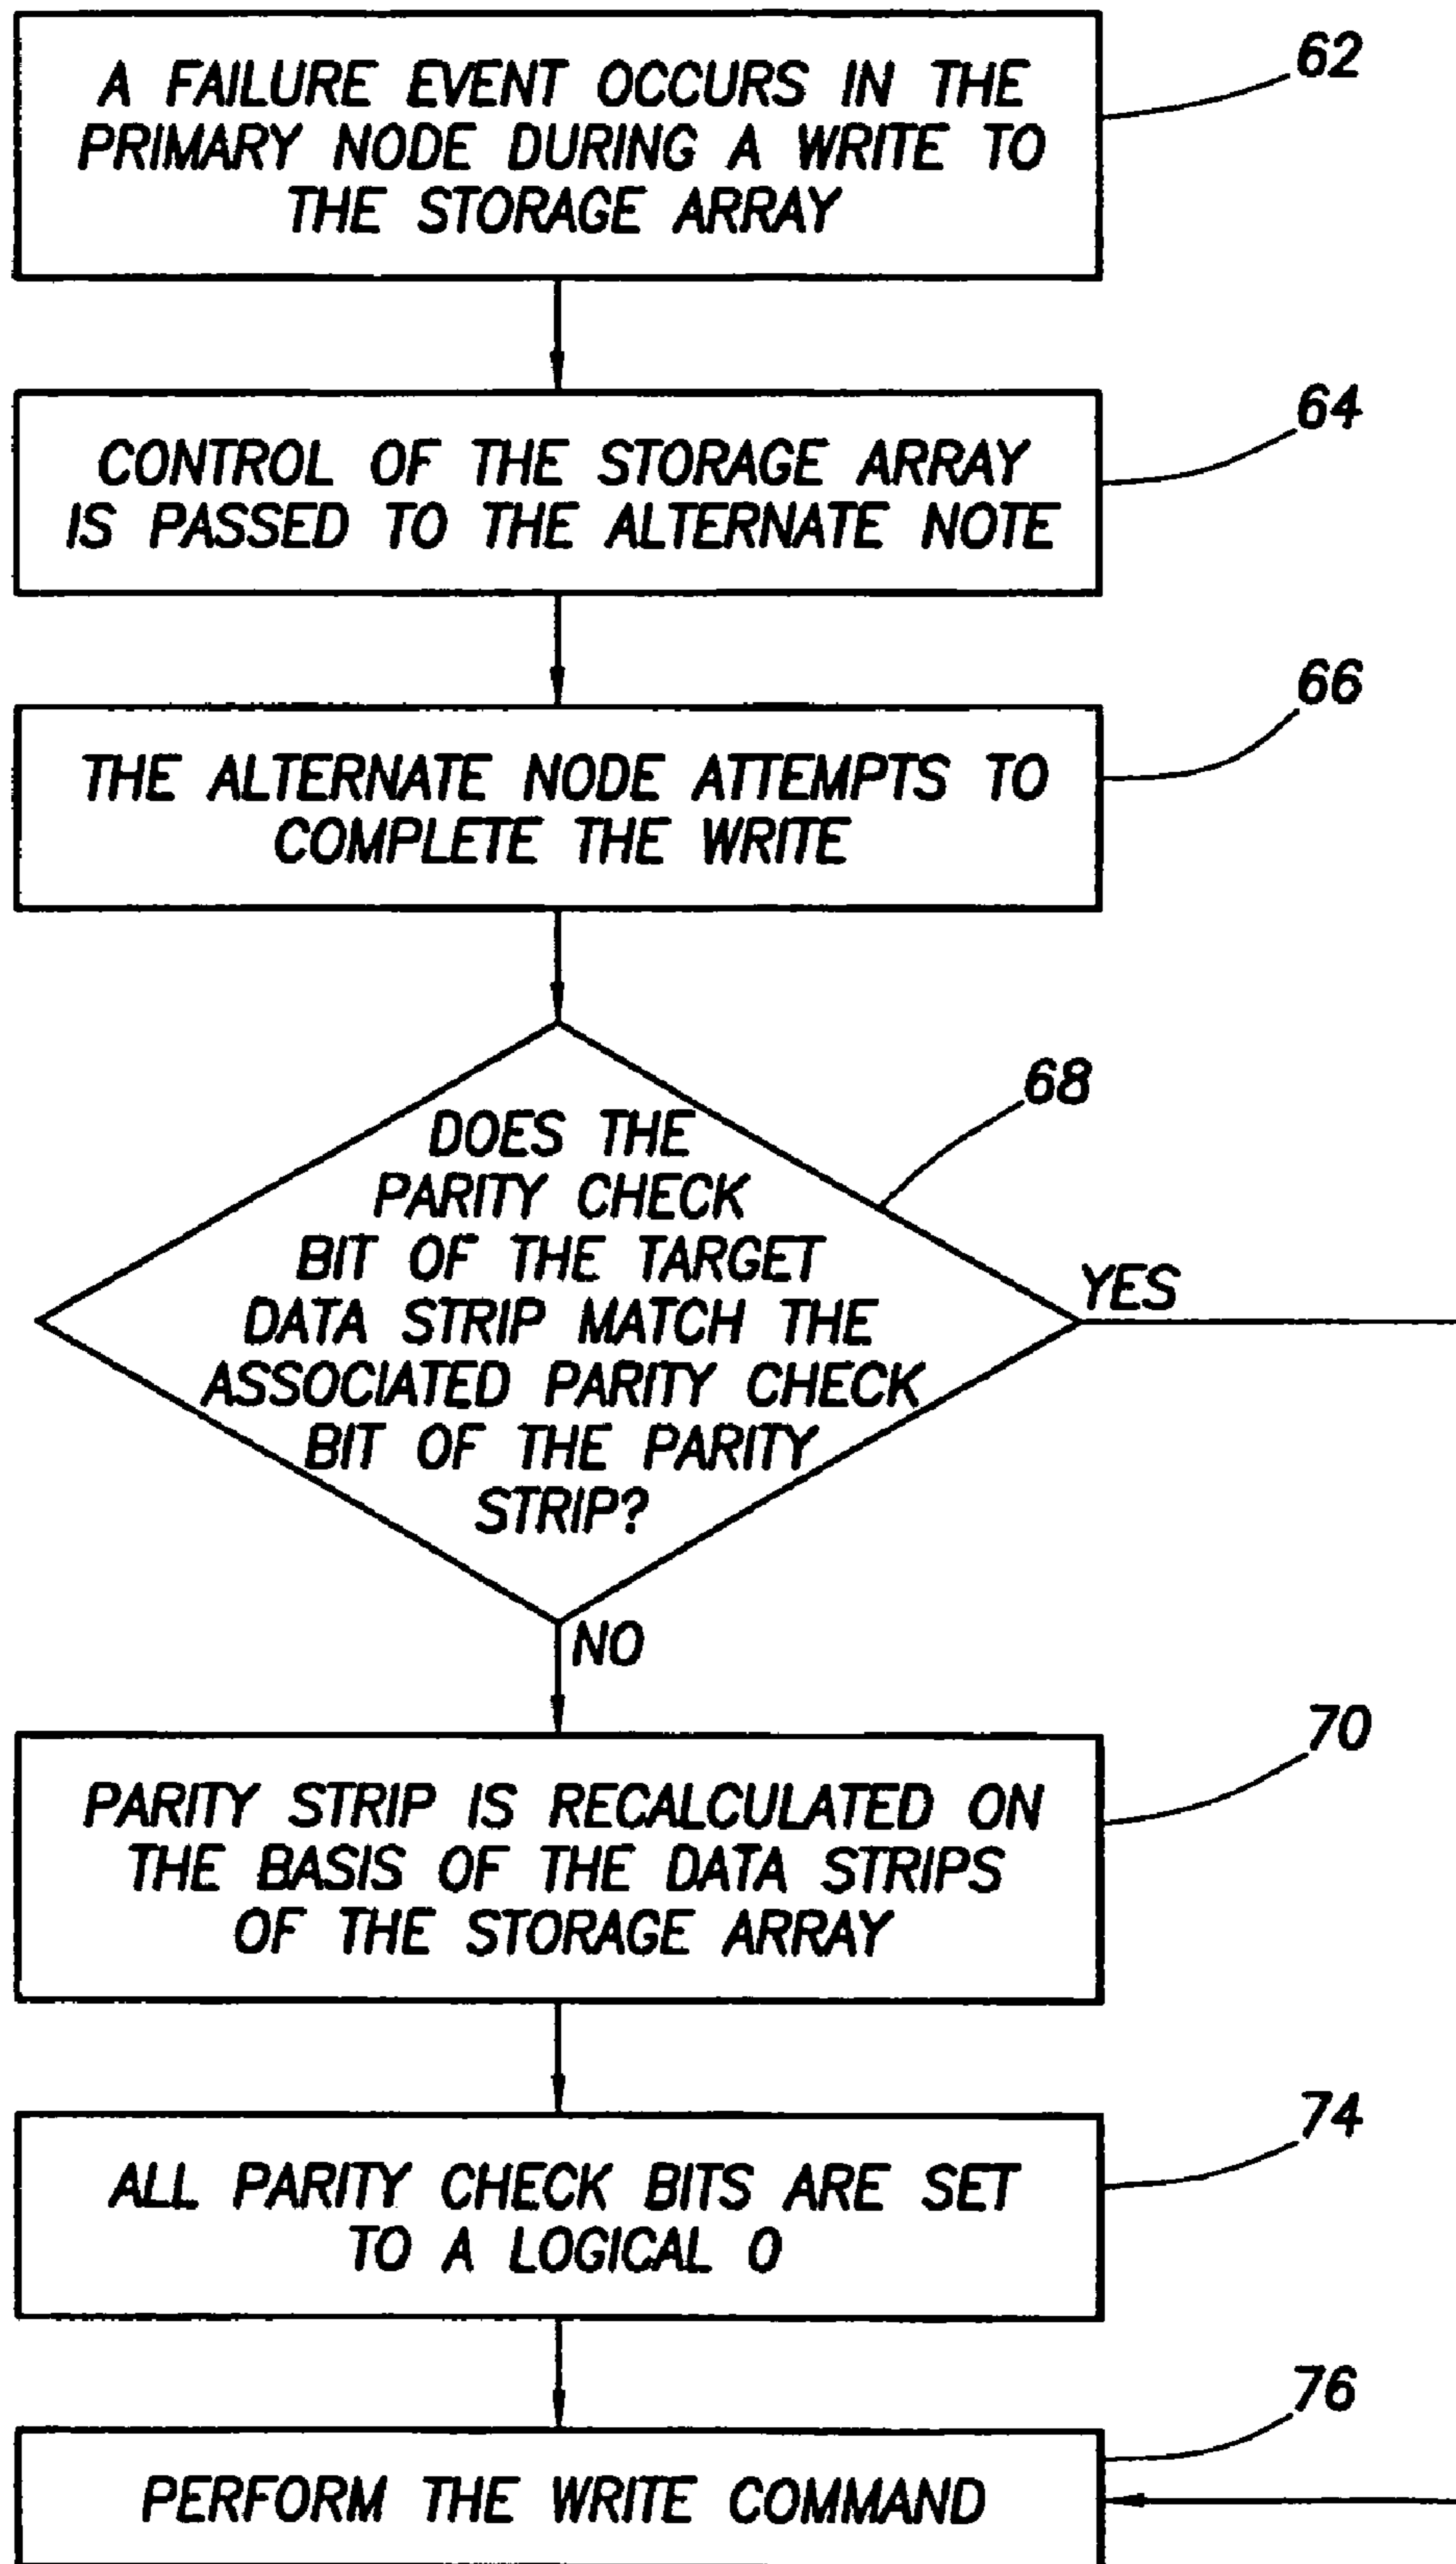 A FAILURE EVENT OCCURS IN THE
PRIMARY NODE DURING A WRITE TO
THE STORAGE ARRAY
62
CONTROL OF THE STORAGE ARRAY
IS PASSED TO THE ALTERNATE NOTE
64
THE ALTERNATE NODE ATTEMPTS TO
COMPLETE THE WRITE
66
DOES THE
PARITY CHECK
BIT OF THE TARGET
DATA STRIP MATCH THE
ASSOCIATED PARITY CHECK
BIT OF THE PARITY
STRIP?
68
YES
NO
PARITY STRIP IS RECALCULATED ON
THE BASIS OF THE DATA STRIPS
OF THE STORAGE ARRAY
70
ALL PARITY CHECK BITS ARE SET
TO A LOGICAL 0
74
PERFORM THE WRITE COMMAND
76